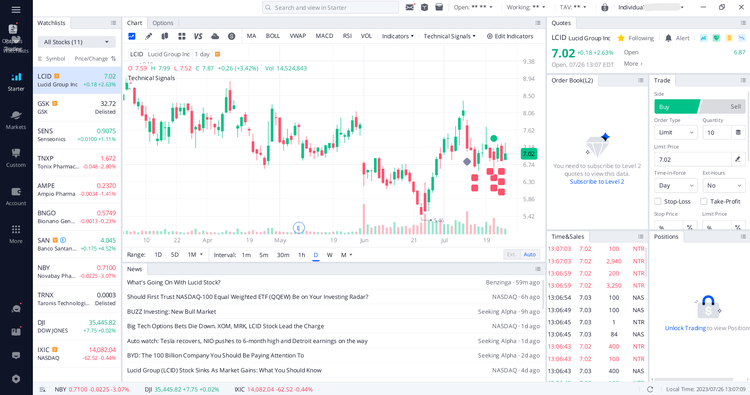 Search and view in Starter
Open: ** ** ▾
Working: **
TAV: **
Individual
Starter
Markets
Custom
Account
More
Watchlists
All Stocks (11)
Symbol Price/Change
LCID 7.02
Lucid Group Inc +0.18 +2.63%
GSK 32.72
GSK Delisted
SENS 0.9075
Senseonics +0.0100 +1.11%
TNXP 1.672
Tonix Pharmac... -0.048 -2.80%
AMPE 0.2370
Ampio Pharma -0.0034 -1.41%
BNGO 0.5749
Bionano Gen... -0.0013 -0.23%
SAN 4.045
Banco Santan... +0.175 +4.52%
NBY 0.7100
Novabay Pha... -0.0225 -3.07%
TRNX 0.0003
Taronis Technologi... Delisted
DJI 35,445.82
DOW JONES +7.75 +0.02%
IXIC 14,082.04
NASDAQ -62.52 -0.44%
Chart Options
VS
MA BOLL VWAP MACD RSI VOL Indicators Technical Signals Edit Indicators
LCID Lucid Group Inc 1 day
O 7.59 H 7.99 L 7.52 C 7.87 +0.26 (+3.42%) Vol 14,524,843
Technical Signals
9.38
8.94
8.50
8.06
7.62
7.02
6.74
6.30
5.86
5.42
E
10 22 Apr 19 May 18 Jun 21 Jul 19
Range: 1D 5D 1M Interval: 1m 5m 30m 1h D W M Ext Auto
News
What's Going On With Lucid Stock? Benzinga · 59m ago
Should First Trust NASDAQ-100 Equal Weighted ETF (QQEW) Be on Your Investing Radar? NASDAQ · 6h ago
BUZZ Investing: New Bull Market Seeking Alpha · 9h ago
Big Tech Options Bets Die Down. XOM, MRK, LCID Stock Lead the Charge NASDAQ · 1d ago
Auto watch: Tesla recovers, NIO pushes to 6-month high and Detroit earnings on the way Seeking Alpha · 2d ago
BYD: The 100 Billion Company You Should Be Paying Attention To Seeking Alpha · 2d ago
Lucid Group (LCID) Stock Sinks As Market Gains: What You Should Know NASDAQ · 4d ago
Quotes
LCID Lucid Group Inc Following Alert
7.02 +0.18 +2.63%
Open, 07/26 13:07 EDT
Open 6.87
More
Order Book(L2)
You need to subscribe to Level 2
quotes to view this data.
Subscribe to Level 2
Trade
Side
Buy Sell
Order Type Quantity
Limit 10
Limit Price
7.02
Time-in-Force Ext Hours
Day No
Stop-Loss Take-Profit
Stop Price Limit Price
% %
Time&Sales
13:07:03 7.02 100 NTR
13:07:03 7.02 2,940 NTR
13:06:59 7.02 200 NTR
13:06:59 7.02 3,250 NTR
13:06:54 7.03 100 NAS
13:06:49 7.03 100 NAS
13:06:45 7.03 1 NTR
13:06:45 7.03 84 NAS
13:06:43 7.02 100 NTR
13:06:43 7.02 400 NTR
13:06:43 7.03 100 NAS
Positions
Unlock Trading to view Positions
NBY 0.7100 -0.0225 -3.07% DJI 35,445.82 +7.75 +0.02% IXIC 14,082.04 -62.52 -0.44%
Local Time: 2023/07/26 13:07:09